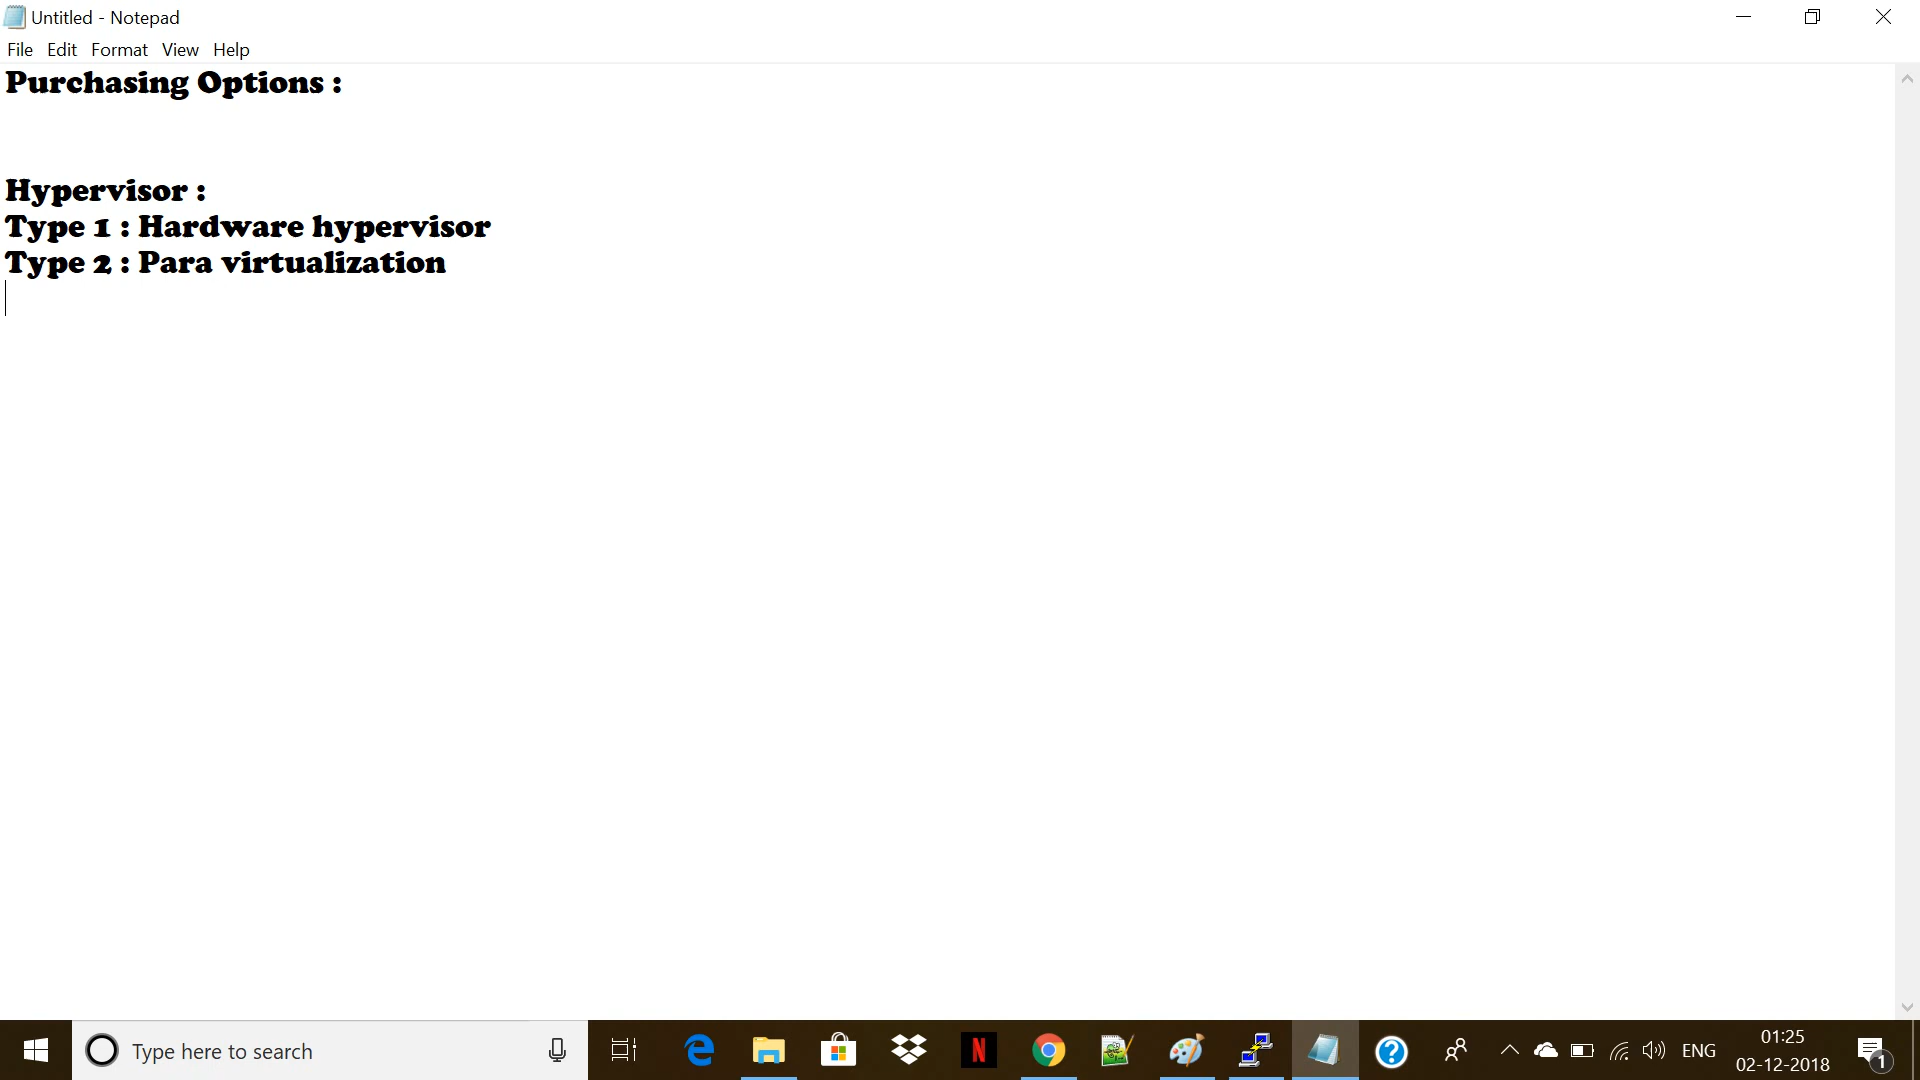 Untitled - Notepad
File Edit Format View Help
Purchasing Options :
Hypervisor :
Type 1 : Hardware hypervisor
Type 2 : Para virtualization
Type here to search
N
ENG
01:25
02-12-2018
1